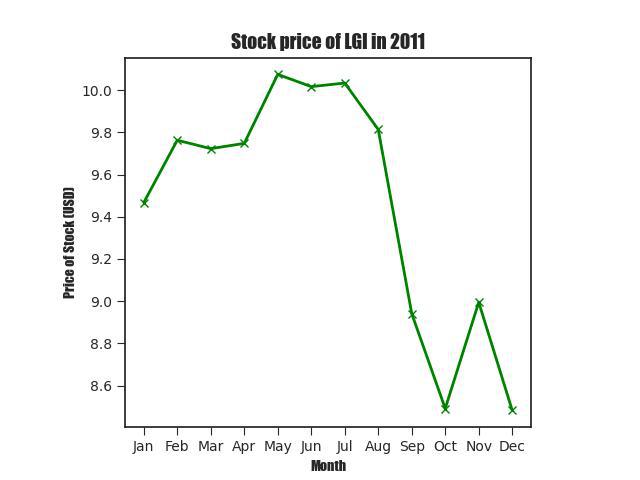 Stock price of LGI in 2011
Price of Stock (USD)
10.0
9.8
9.6
9.4
9.2
9.0
8.8
8.6
Jan Feb Mar Apr May Jun Jul Aug Sep Oct Nov Dec
Month